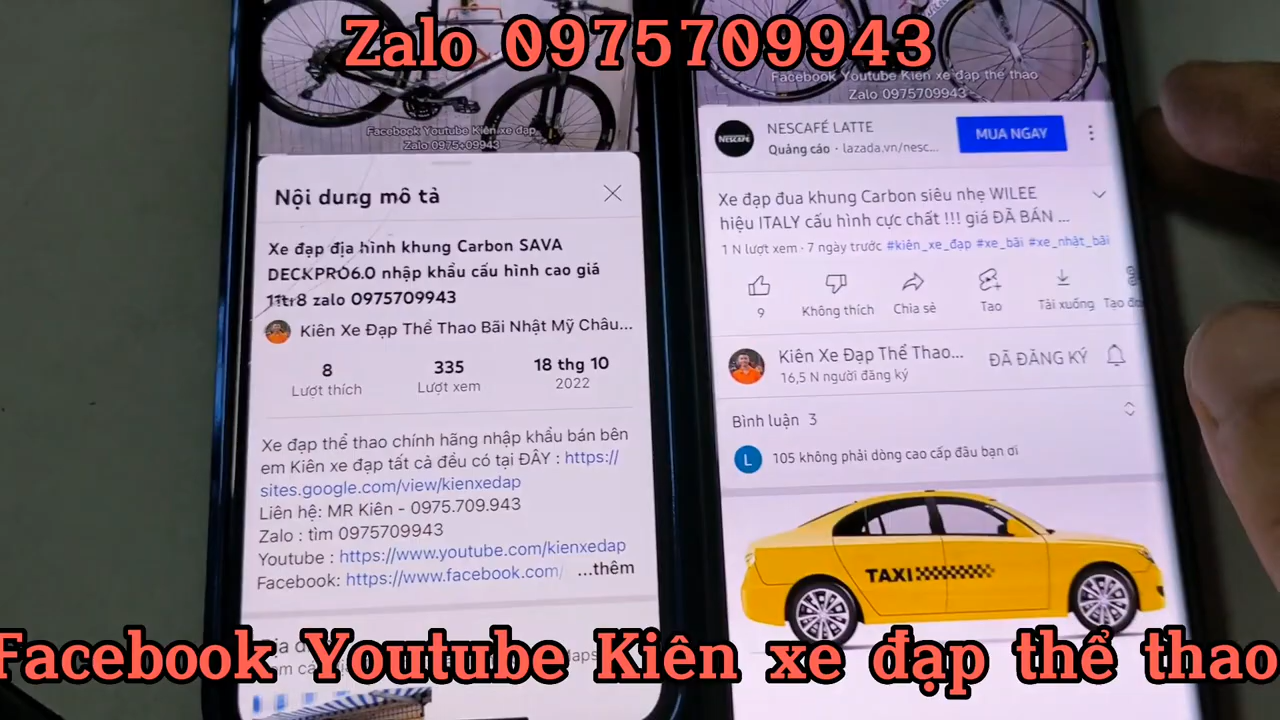 Zalo 0975709943
Facebook Youtube Kiên xe đạp
Zalo 0975+09943
Nội dung mô tả
Xe đạp địa hình khung Carbon SAVA
DECKPRO6.0 nhập khẩu cấu hình cao giá
11tr8 zalo 0975709943
Kiên Xe Đạp Thể Thao Bãi Nhật Mỹ Châu...
8
335
18 thg 10
Lượt thích
Lượt xem
2022
Xe đạp thể thao chính hãng nhập khẩu bán bên
em Kiên xe đạp tất cả đều có tại ĐÂY : https://
sites.google.com/view/kienxedap
Liên hệ: MR Kiên - 0975.709.943
Zalo : tìm 0975709943
Youtube : https://www.youtube.com/kienxedap
Facebook: https://www.facebook.com/ ...thêm
Facebook Youtube Kiên xe đạp thể thao
Zalo 0975709943
NESCAFÉ
NESCAFÉ LATTE
Quảng cáo · lazada.vn/nesc...
MUA NGAY
Xe đạp đua khung Carbon siêu nhẹ WILEE
hiệu ITALY cấu hình cực chất !!! giá ĐÃ BÁN ...
1 N lượt xem · 7 ngày trước #kiên_xe_đạp #xe_bãi #xe_nhật_bãi
9
Không thích
Chia sẻ
Tạo
Tải xuống
Tạo đo
Kiên Xe Đạp Thể Thao...
16,5 N người đăng ký
ĐÃ ĐĂNG KÝ
Bình luận 3
L
105 không phải dòng cao cấp đâu bạn ơi
TAXI
Facebook Youtube Kiên xe đạp thể thao